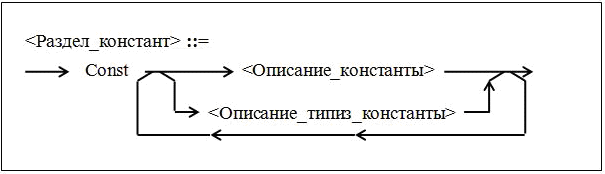 <Раздел_констант> ::=
Const <Описание_константы>
<Описание_типиз_константы>